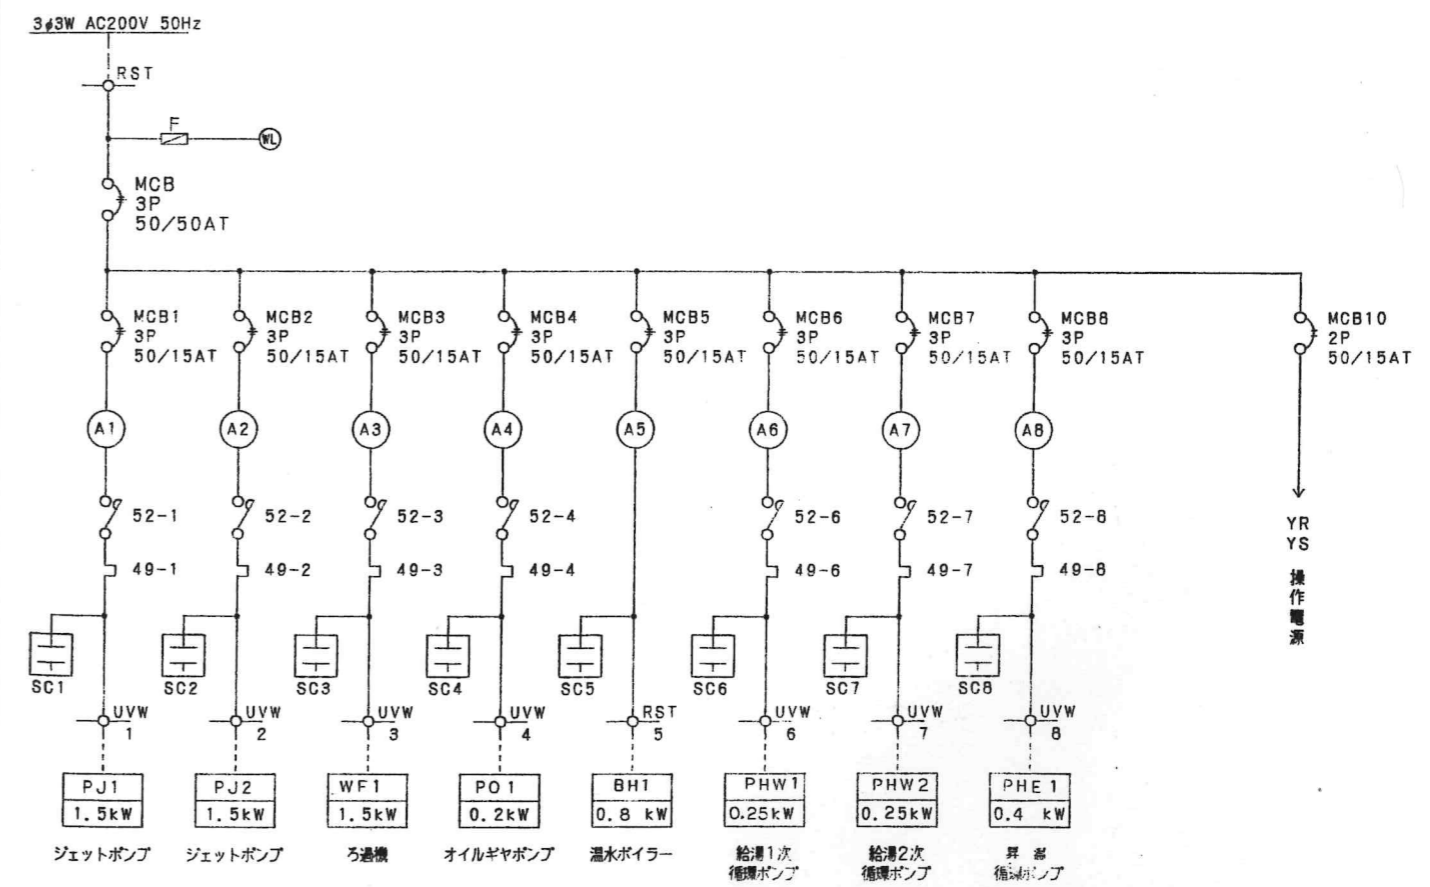 3φ3W AC200V 50Hz
RST
F
WL
MCB
3P
50/50AT
MCB1
3P
50/15AT
MCB2
3P
50/15AT
MCB3
3P
50/15AT
MCB4
3P
50/15AT
MCB5
3P
50/15AT
MCB6
3P
50/15AT
MCB7
3P
50/15AT
MCB8
3P
50/15AT
MCB10
2P
50/15AT
A1
A2
A3
A4
A5
A6
A7
A8
52-1
52-2
52-3
52-4
52-6
52-7
52-8
YR
YS
操作電源
49-1
49-2
49-3
49-4
49-6
49-7
49-8
SC1
SC2
SC3
SC4
SC5
SC6
SC7
SC8
UVW
1
UVW
2
UVW
3
UVW
4
RST
5
UVW
6
UVW
7
UVW
8
PJ1
1.5kW
ジェットポンプ
PJ2
1.5kW
ジェットポンプ
WF1
1.5kW
ろ過機
PO1
0.2kW
オイルギヤポンプ
BH1
0.8 kW
温水ボイラー
PHW1
0.25kW
給湯1次
循環ポンプ
PHW2
0.25kW
給湯2次
循環ポンプ
PHE1
0.4 kW
昇温
循環ポンプ